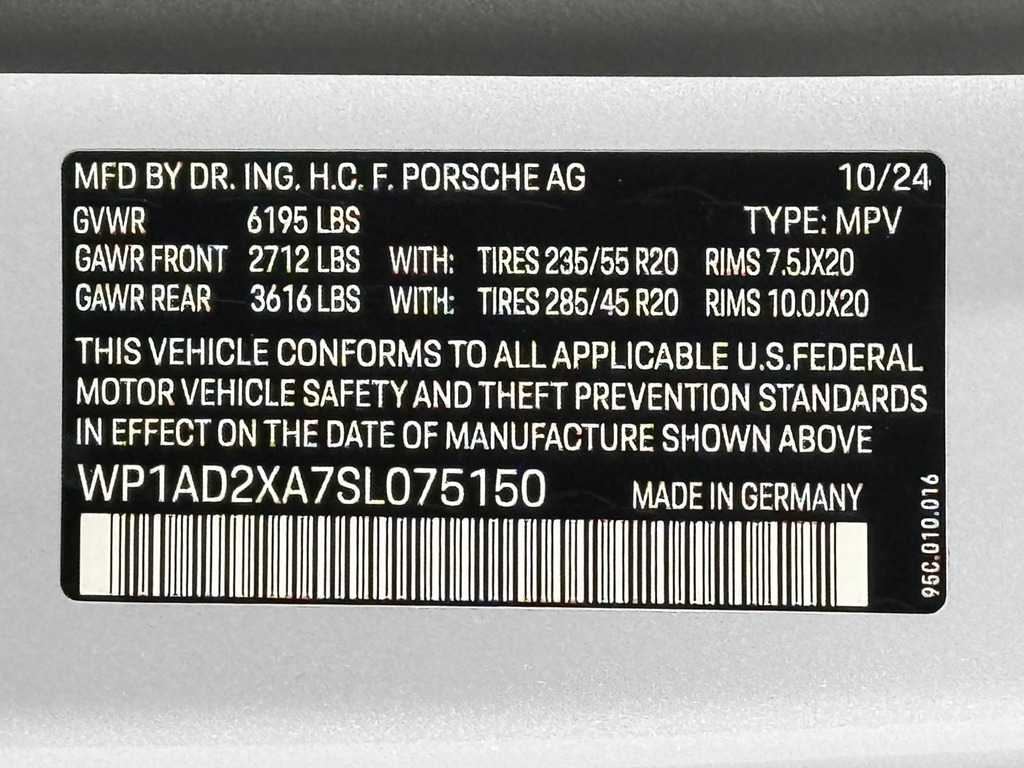 MFD BY DR. ING. H.C. F. PORSCHE AG 10/24
GVWR 6195 LBS TYPE: MPV
GAWR FRONT 2712 LBS WITH: TIRES 235/55 R20 RIMS 7.5JX20
GAWR REAR 3616 LBS WITH: TIRES 285/45 R20 RIMS 10.0JX20
THIS VEHICLE CONFORMS TO ALL APPLICABLE U.S.FEDERAL
MOTOR VEHICLE SAFETY AND THEFT PREVENTION STANDARDS
IN EFFECT ON THE DATE OF MANUFACTURE SHOWN ABOVE
WP1AD2XA7SL075150 MADE IN GERMANY
95C.010.016